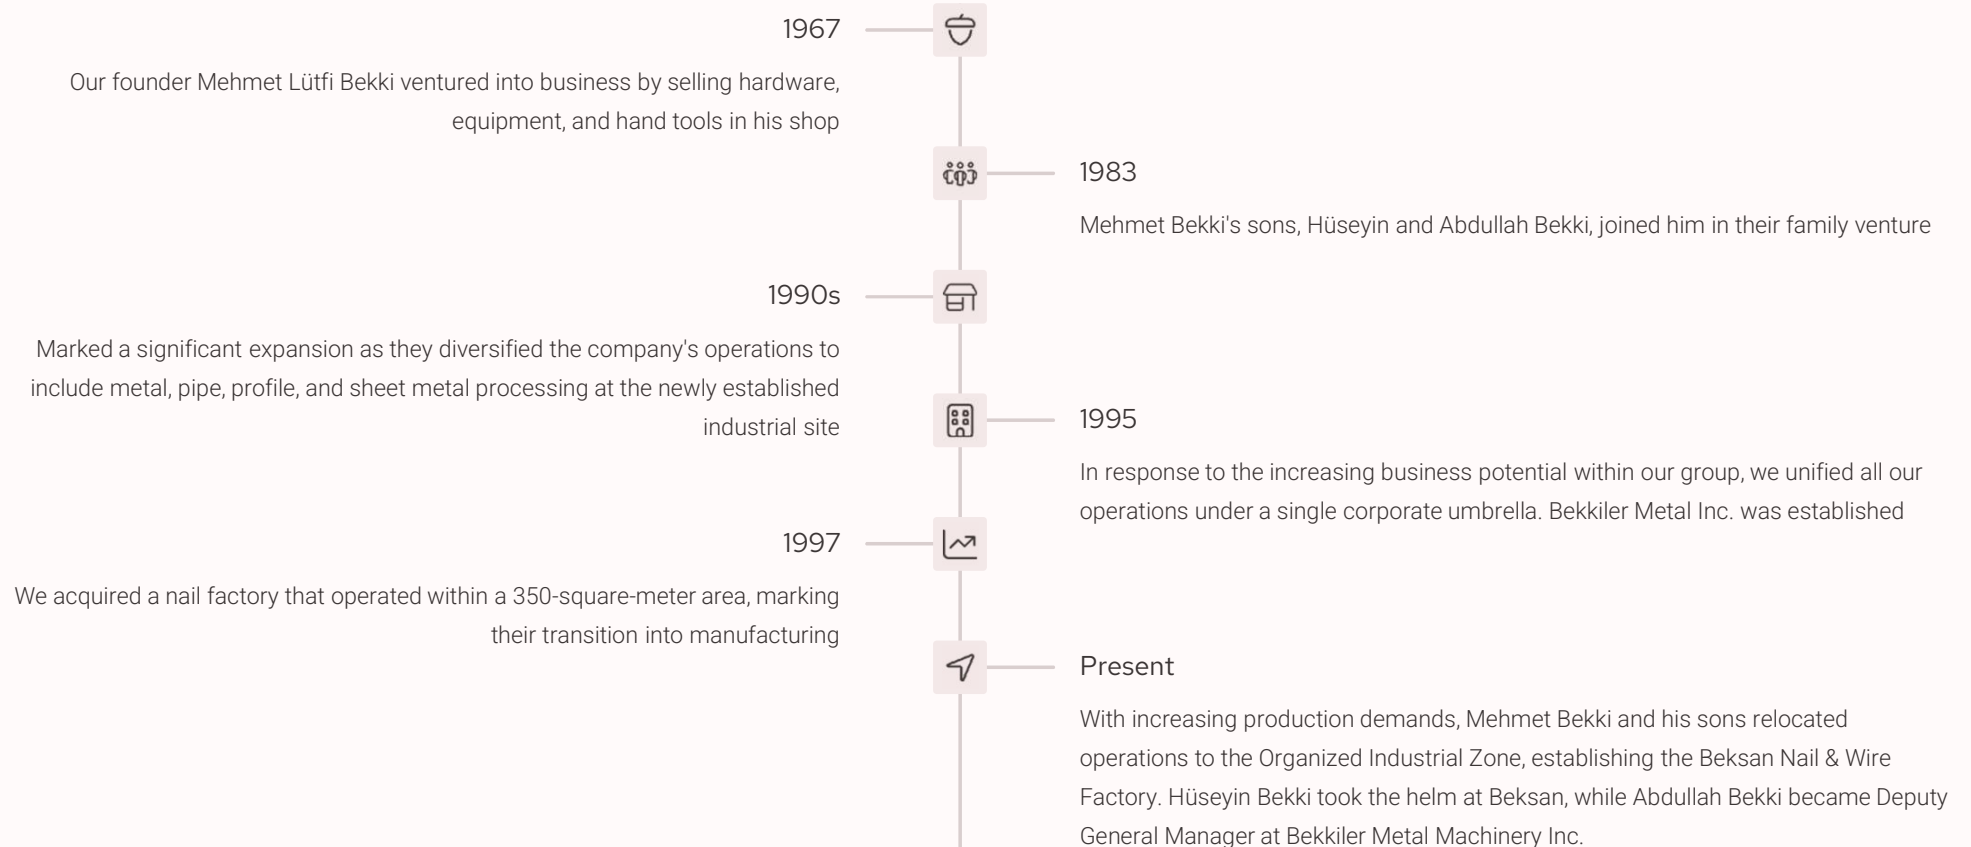 1967
Our founder Mehmet Lütfi Bekki ventured into business by selling hardware,
equipment, and hand tools in his shop
1983
Mehmet Bekki's sons, Hüseyin and Abdullah Bekki, joined him in their family venture
1990s
Marked a significant expansion as they diversified the company's operations to
include metal, pipe, profile, and sheet metal processing at the newly established
industrial site
1995
In response to the increasing business potential within our group, we unified all our
operations under a single corporate umbrella. Bekkiler Metal Inc. was established
1997
We acquired a nail factory that operated within a 350-square-meter area, marking
their transition into manufacturing
Present
With increasing production demands, Mehmet Bekki and his sons relocated
operations to the Organized Industrial Zone, establishing the Beksan Nail & Wire
Factory. Hüseyin Bekki took the helm at Beksan, while Abdullah Bekki became Deputy
General Manager at Bekkiler Metal Machinery Inc.